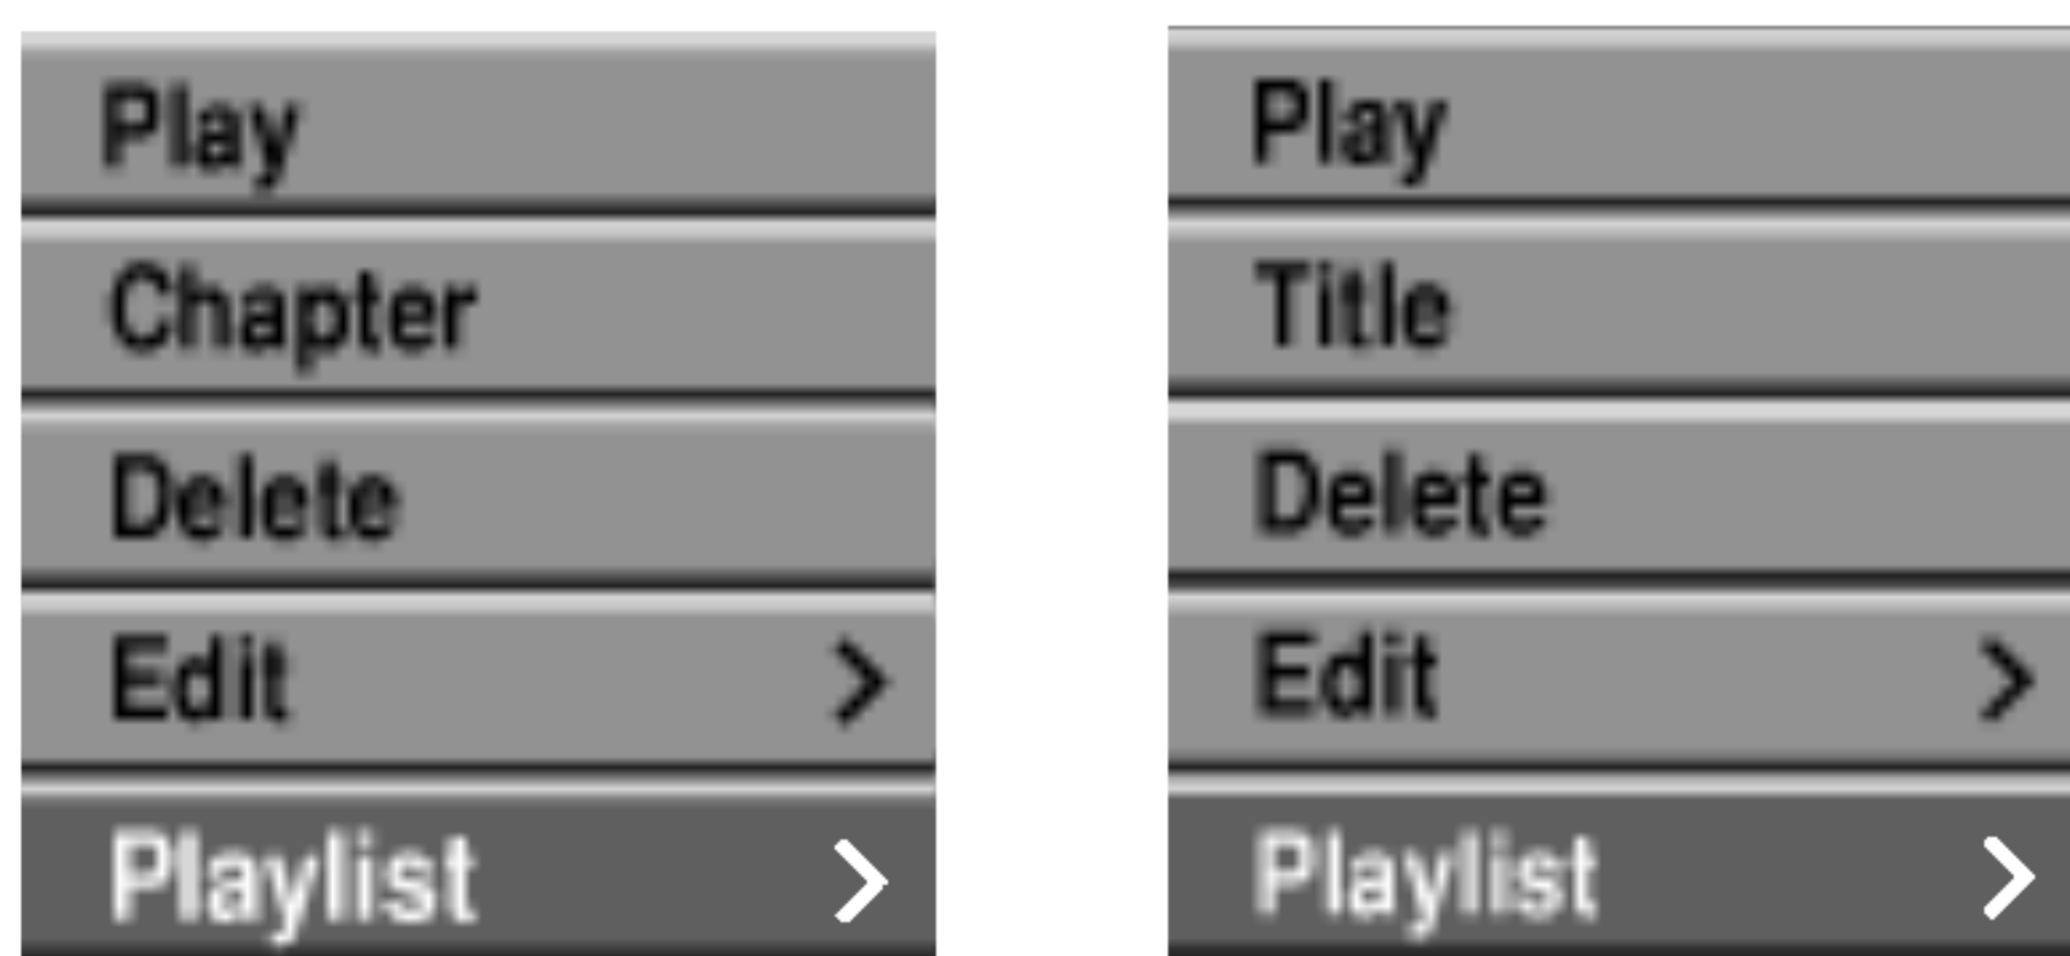 Play
Chapter
Delete
Edit >
Playlist >
Play
Title
Delete
Edit >
Playlist >